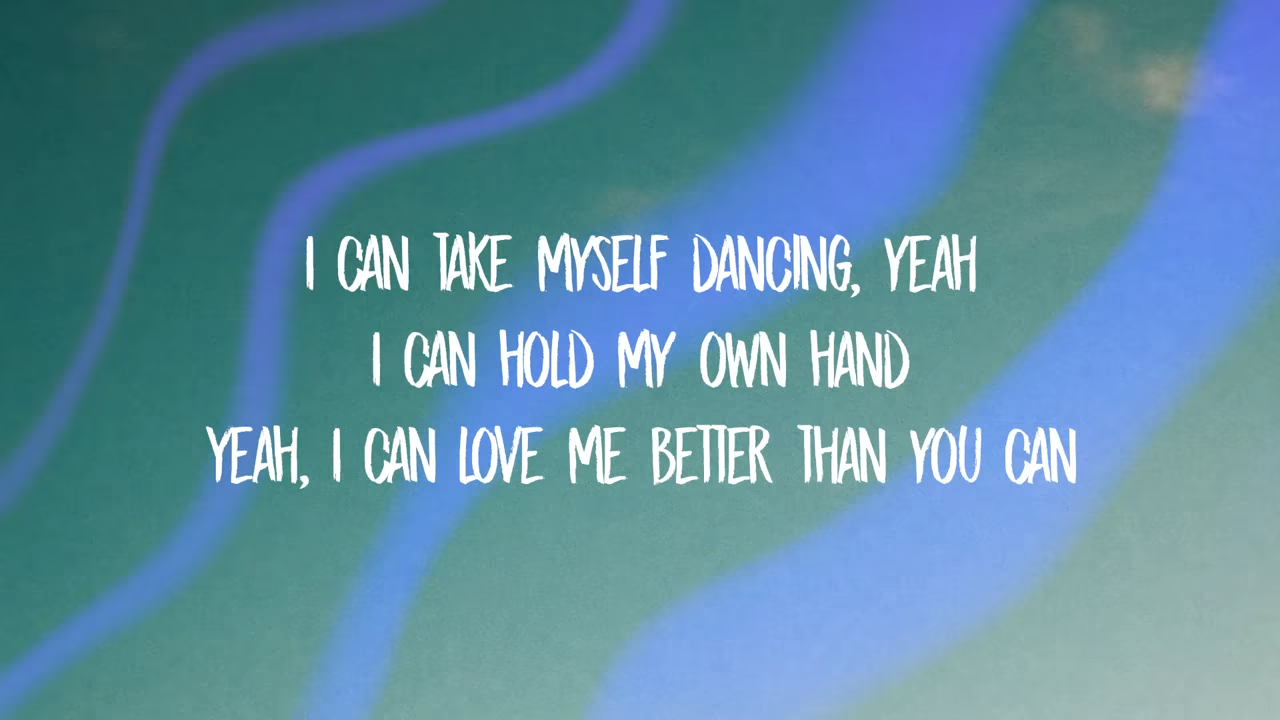 I CAN TAKE MYSELF DANCING, YEAH
I CAN HOLD MY OWN HAND
YEAH, I CAN LOVE ME BETTER THAN YOU CAN